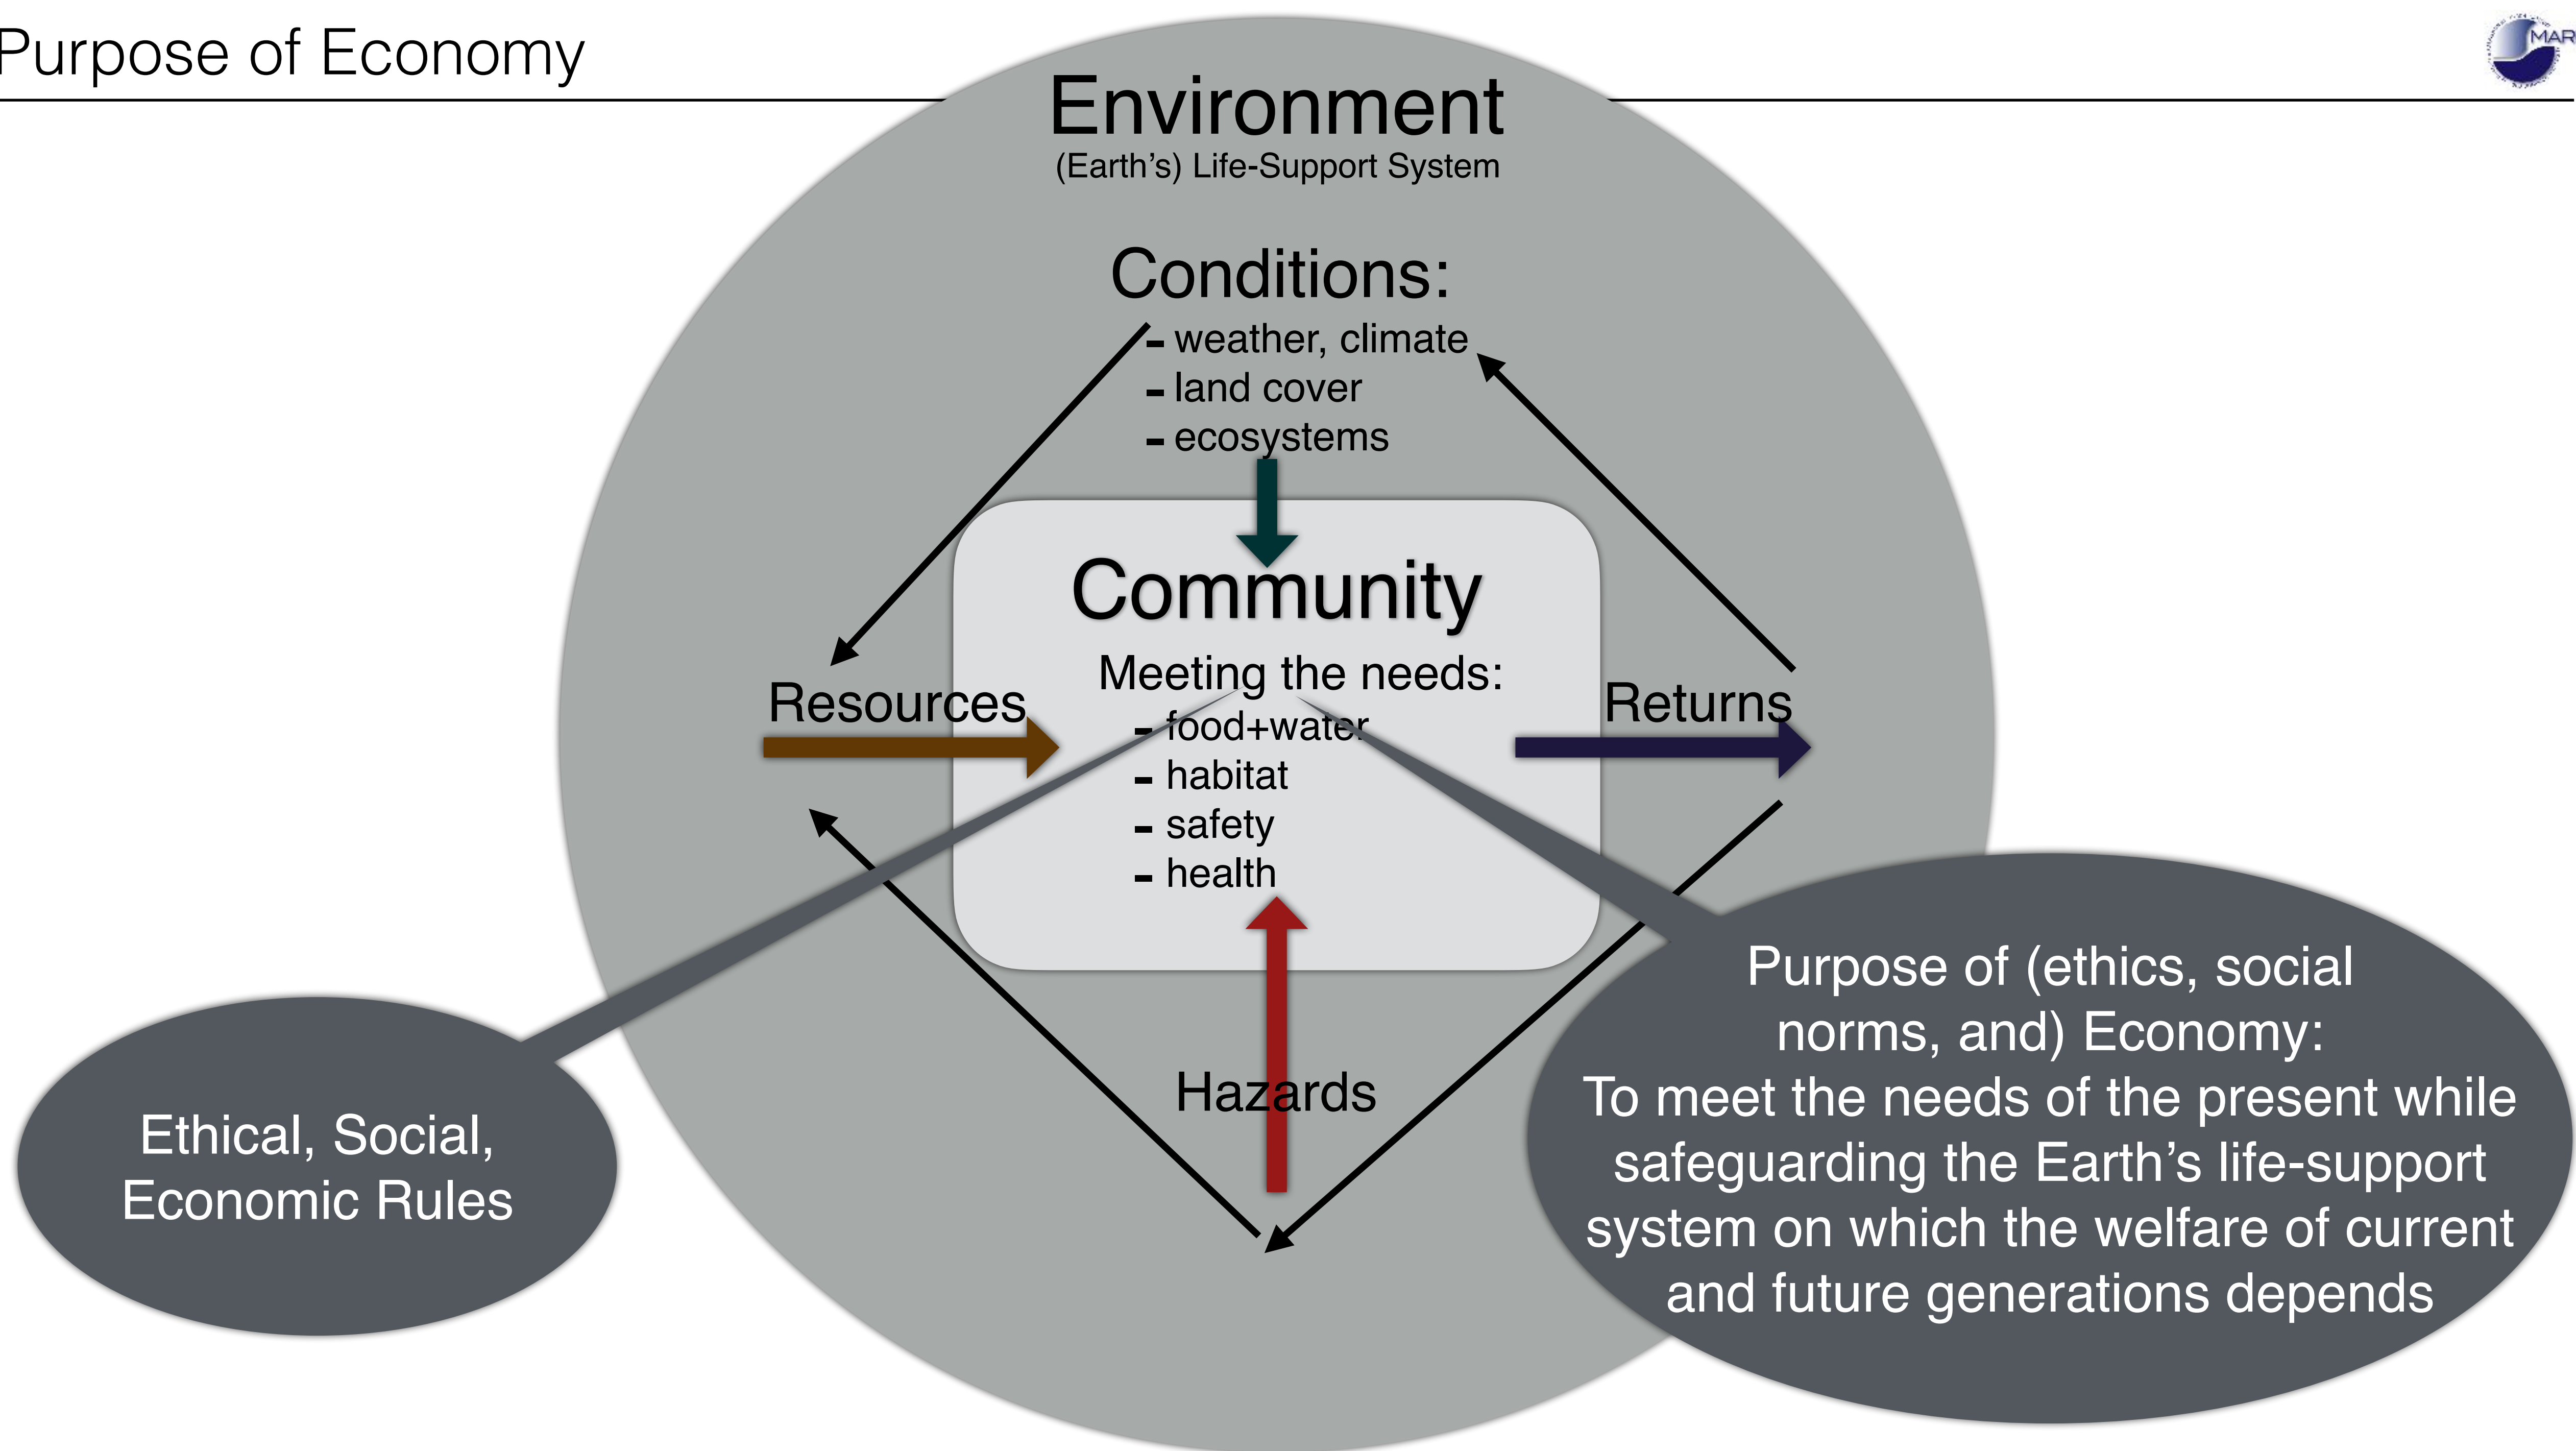 Purpose of Economy
MAR
Environment
(Earth's) Life-Support System
Conditions:
- weather, climate
- land cover
- ecosystems
Community
Meeting the needs:
- food+water
- habitat
- safety
- health
Resources
Returns
Hazards
Ethical, Social,
Economic Rules
Purpose of (ethics, social
norms, and) Economy:
To meet the needs of the present while
safeguarding the Earth's life-support
system on which the welfare of current
and future generations depends